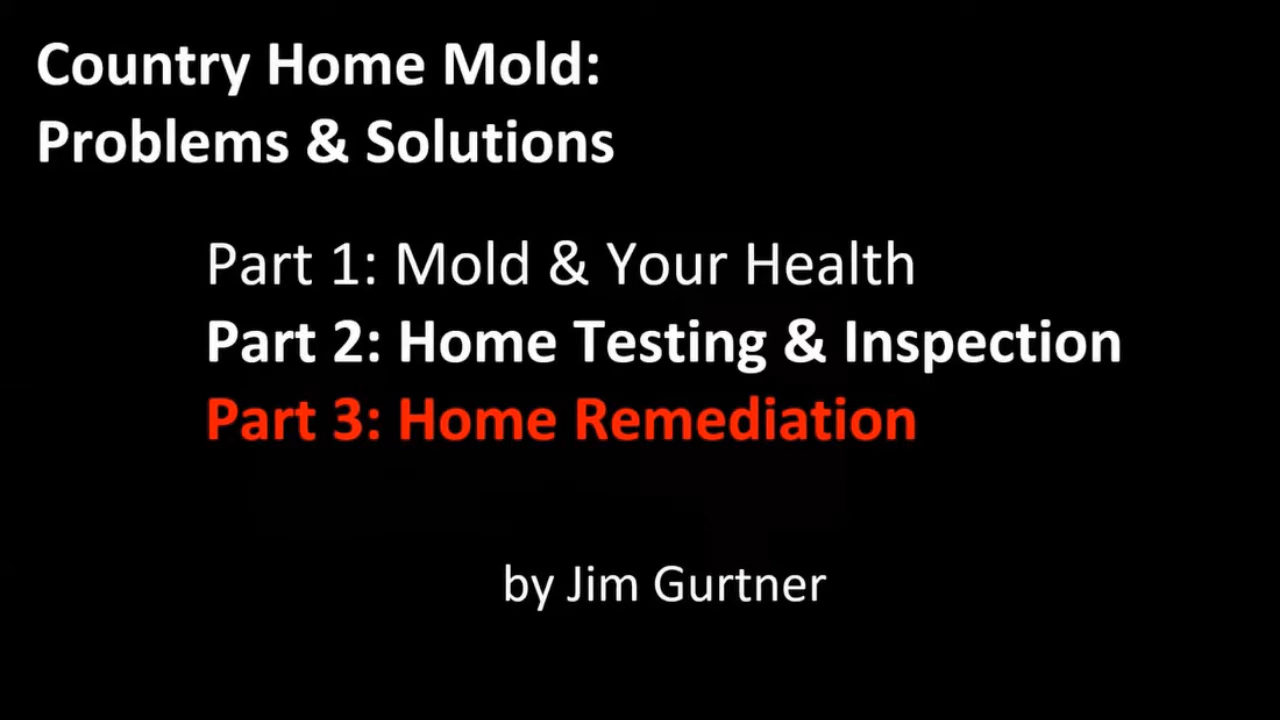 Country Home Mold:
Problems & Solutions
Part 1: Mold & Your Health
Part 2: Home Testing & Inspection
Part 3: Home Remediation
by Jim Gurtner